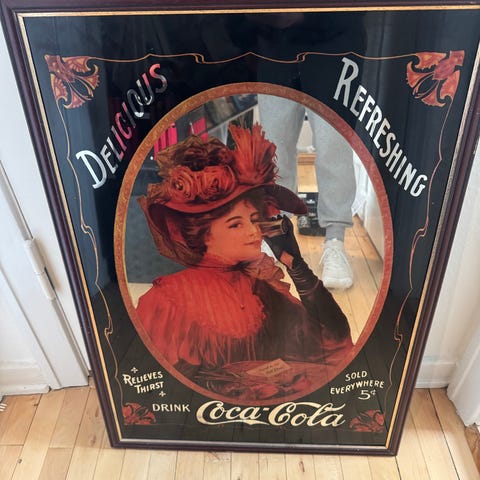 DELICIOUS
REFRESHING
RELIEVES
THIRST
SOLD
EVERYWHERE
5¢
DRINK Coca-Cola